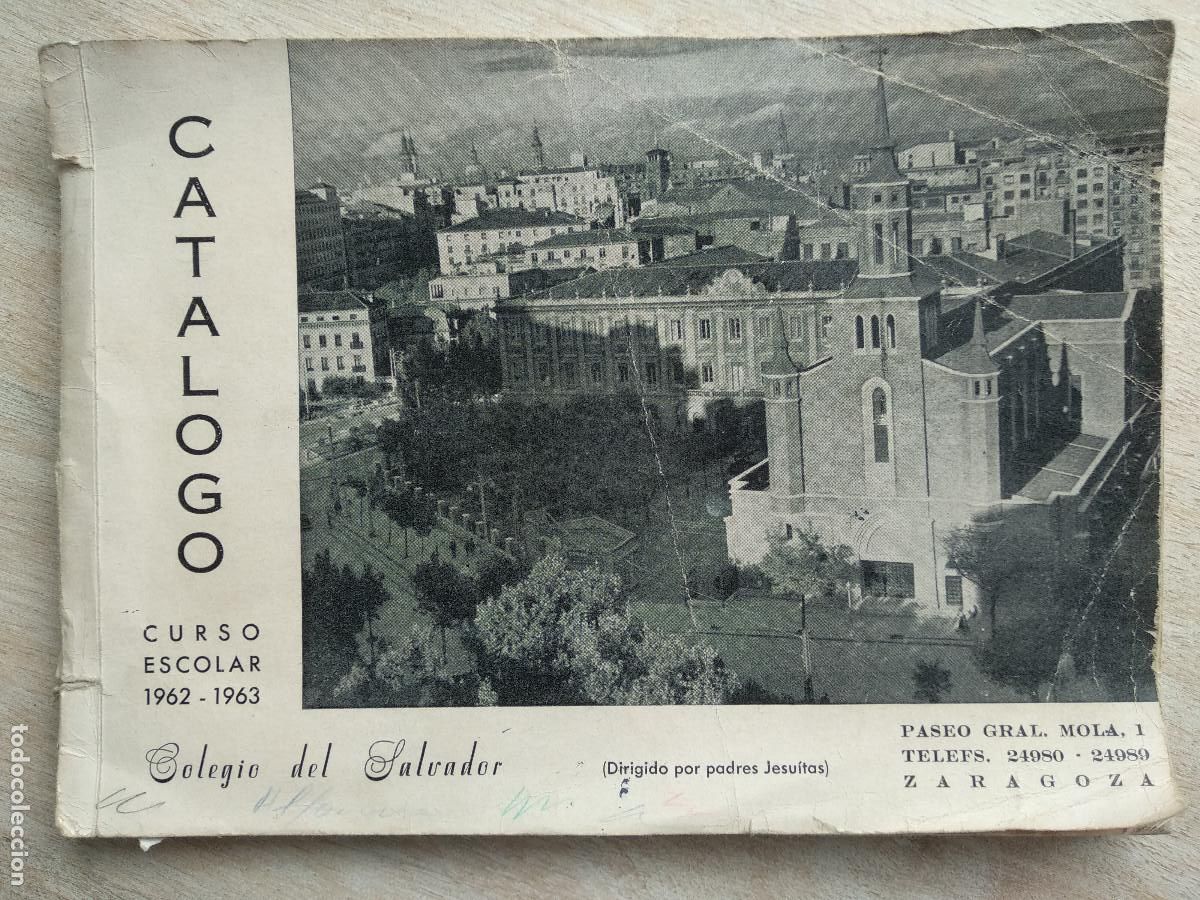 CATALOGO
CURSO
ESCOLAR
1962 - 1963
Colegio del Salvador
(Dirigido por padres Jesuítas)
PASEO GRAL. MOLA, 1
TELEFS. 24980 - 24989
ZARAGOZA
todocoleccion